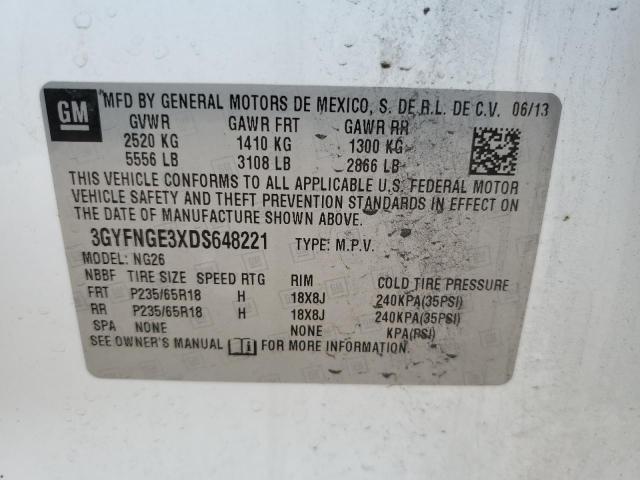 GM MFD BY GENERAL MOTORS DE MEXICO, S. DE R.L. DE C.V. 06/13
GVWR GAWR FRT GAWR RR
2520 KG 1410 KG 1300 KG
5556 LB 3108 LB 2866 LB
THIS VEHICLE CONFORMS TO ALL APPLICABLE U.S. FEDERAL MOTOR
VEHICLE SAFETY AND THEFT PREVENTION STANDARDS IN EFFECT ON
THE DATE OF MANUFACTURE SHOWN ABOVE.
3GYFNGE3XDS648221 TYPE: M.P.V.
MODEL: NG26
NBBF TIRE SIZE SPEED RTG RIM COLD TIRE PRESSURE
FRT P235/65R18 H 18X8J 240KPA(35PSI)
RR P235/65R18 H 18X8J 240KPA(35PSI)
SPA NONE NONE KPA(PSI)
SEE OWNER'S MANUAL FOR MORE INFORMATION.